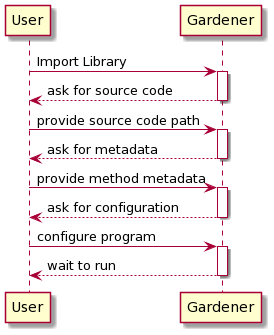 User Gardener
Import Library
ask for source code
provide source code path
ask for metadata
provide method metadata
ask for configuration
configure program
wait to run
User Gardener